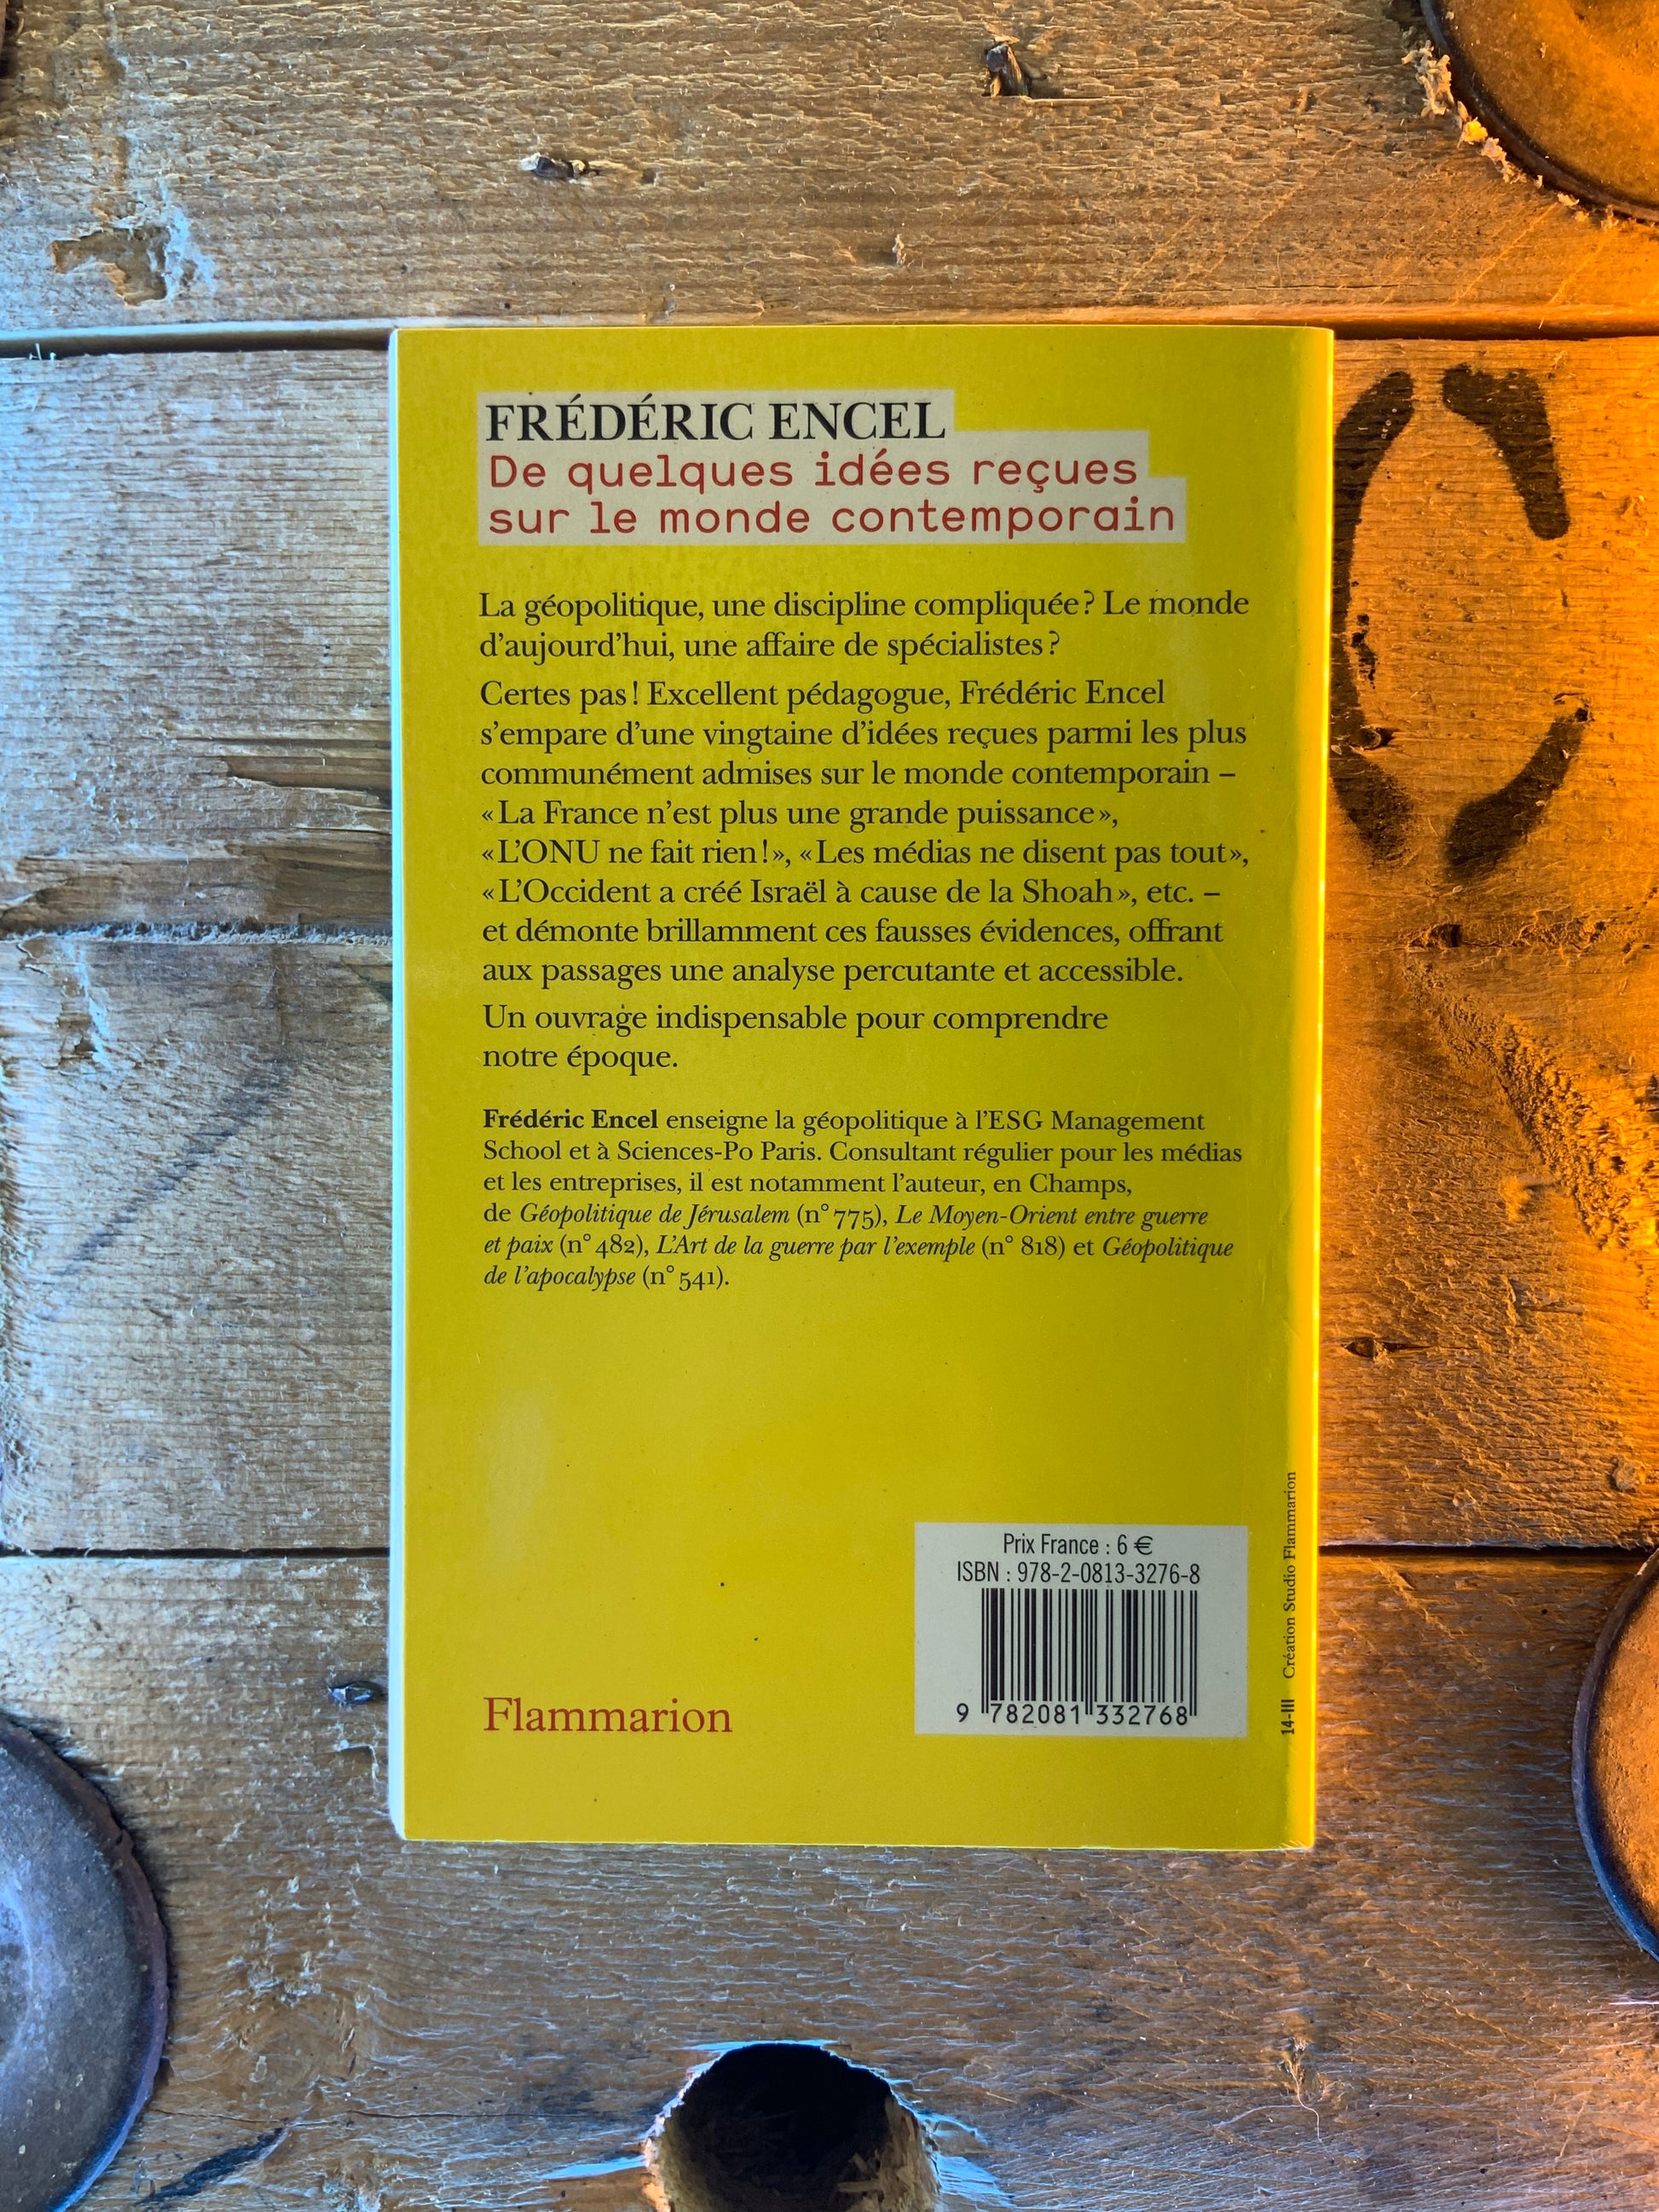 FRÉDÉRIC ENCEL
De quelques idées reçues
sur le monde contemporain
La géopolitique, une discipline compliquée ? Le monde
d’aujourd’hui, une affaire de spécialistes ?
Certes pas ! Excellent pédagogue, Frédéric Encel
s’empare d’une vingtaine d’idées reçues parmi les plus
communément admises sur le monde contemporain –
« La France n’est plus une grande puissance »,
« L’ONU ne fait rien ! », « Les médias ne disent pas tout »,
« L’Occident a créé Israël à cause de la Shoah », etc. –
et démonte brillamment ces fausses évidences, offrant
aux passages une analyse percutante et accessible.
Un ouvrage indispensable pour comprendre
notre époque.
Frédéric Encel enseigne la géopolitique à l’ESG Management
School et à Sciences-Po Paris. Consultant régulier pour les médias
et les entreprises, il est notamment l’auteur, en Champs,
de Géopolitique de Jérusalem (n° 775), Le Moyen-Orient entre guerre
et paix (n° 482), L’Art de la guerre par l’exemple (n° 818) et Géopolitique
de l’apocalypse (n° 541).
Prix France : 6 €
ISBN : 978-2-0813-3276-8
9 782081 332768
Flammarion
14-III Création Studio Flammarion